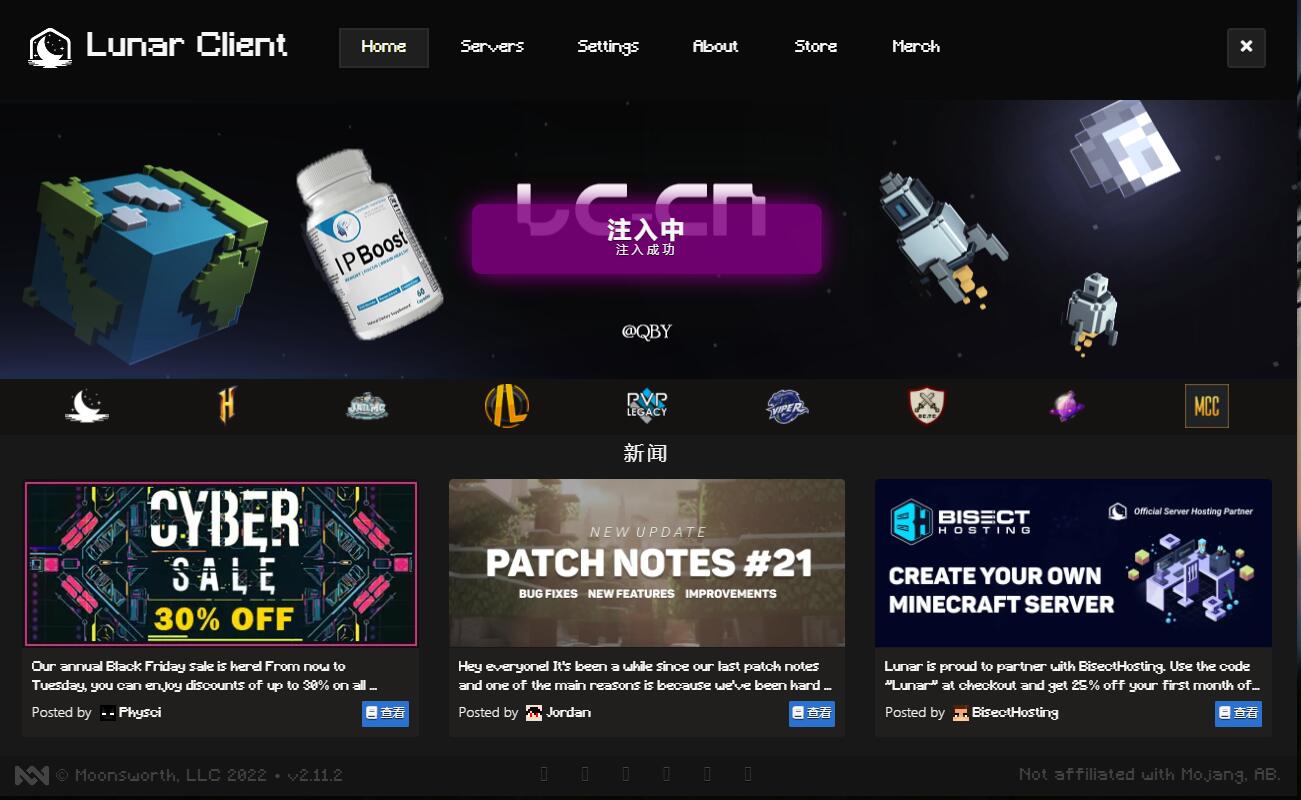 Lunar Client
Home
Servers
Settings
About
Store
Merch
LC-CN
注入中
注入成功
IP Boost
60
@QBY
PVP
LEGACY
VIPER
MCC
新闻
CYBER
SALE
30% OFF
Our annual Black Friday sale is here! From now to
Tuesday, you can enjoy discounts of up to 30% on all ...
Posted by Physci
查看
NEW UPDATE
PATCH NOTES #21
BUG FIXES NEW FEATURES IMPROVEMENTS
Hey everyone! It's been a while since our last patch notes
and one of the main reasons is because we've been hard ...
Posted by Jordan
查看
BISECT
HOSTING
Official Server Hosting Partner
CREATE YOUR OWN
MINECRAFT SERVER
Lunar is proud to partner with BisectHosting. Use the code
"Lunar" at checkout and get 25% off your first month of...
Posted by BisectHosting
查看
© Moonsworth, LLC 2022 • v2.11.2
Not affiliated with Mojang, AB.